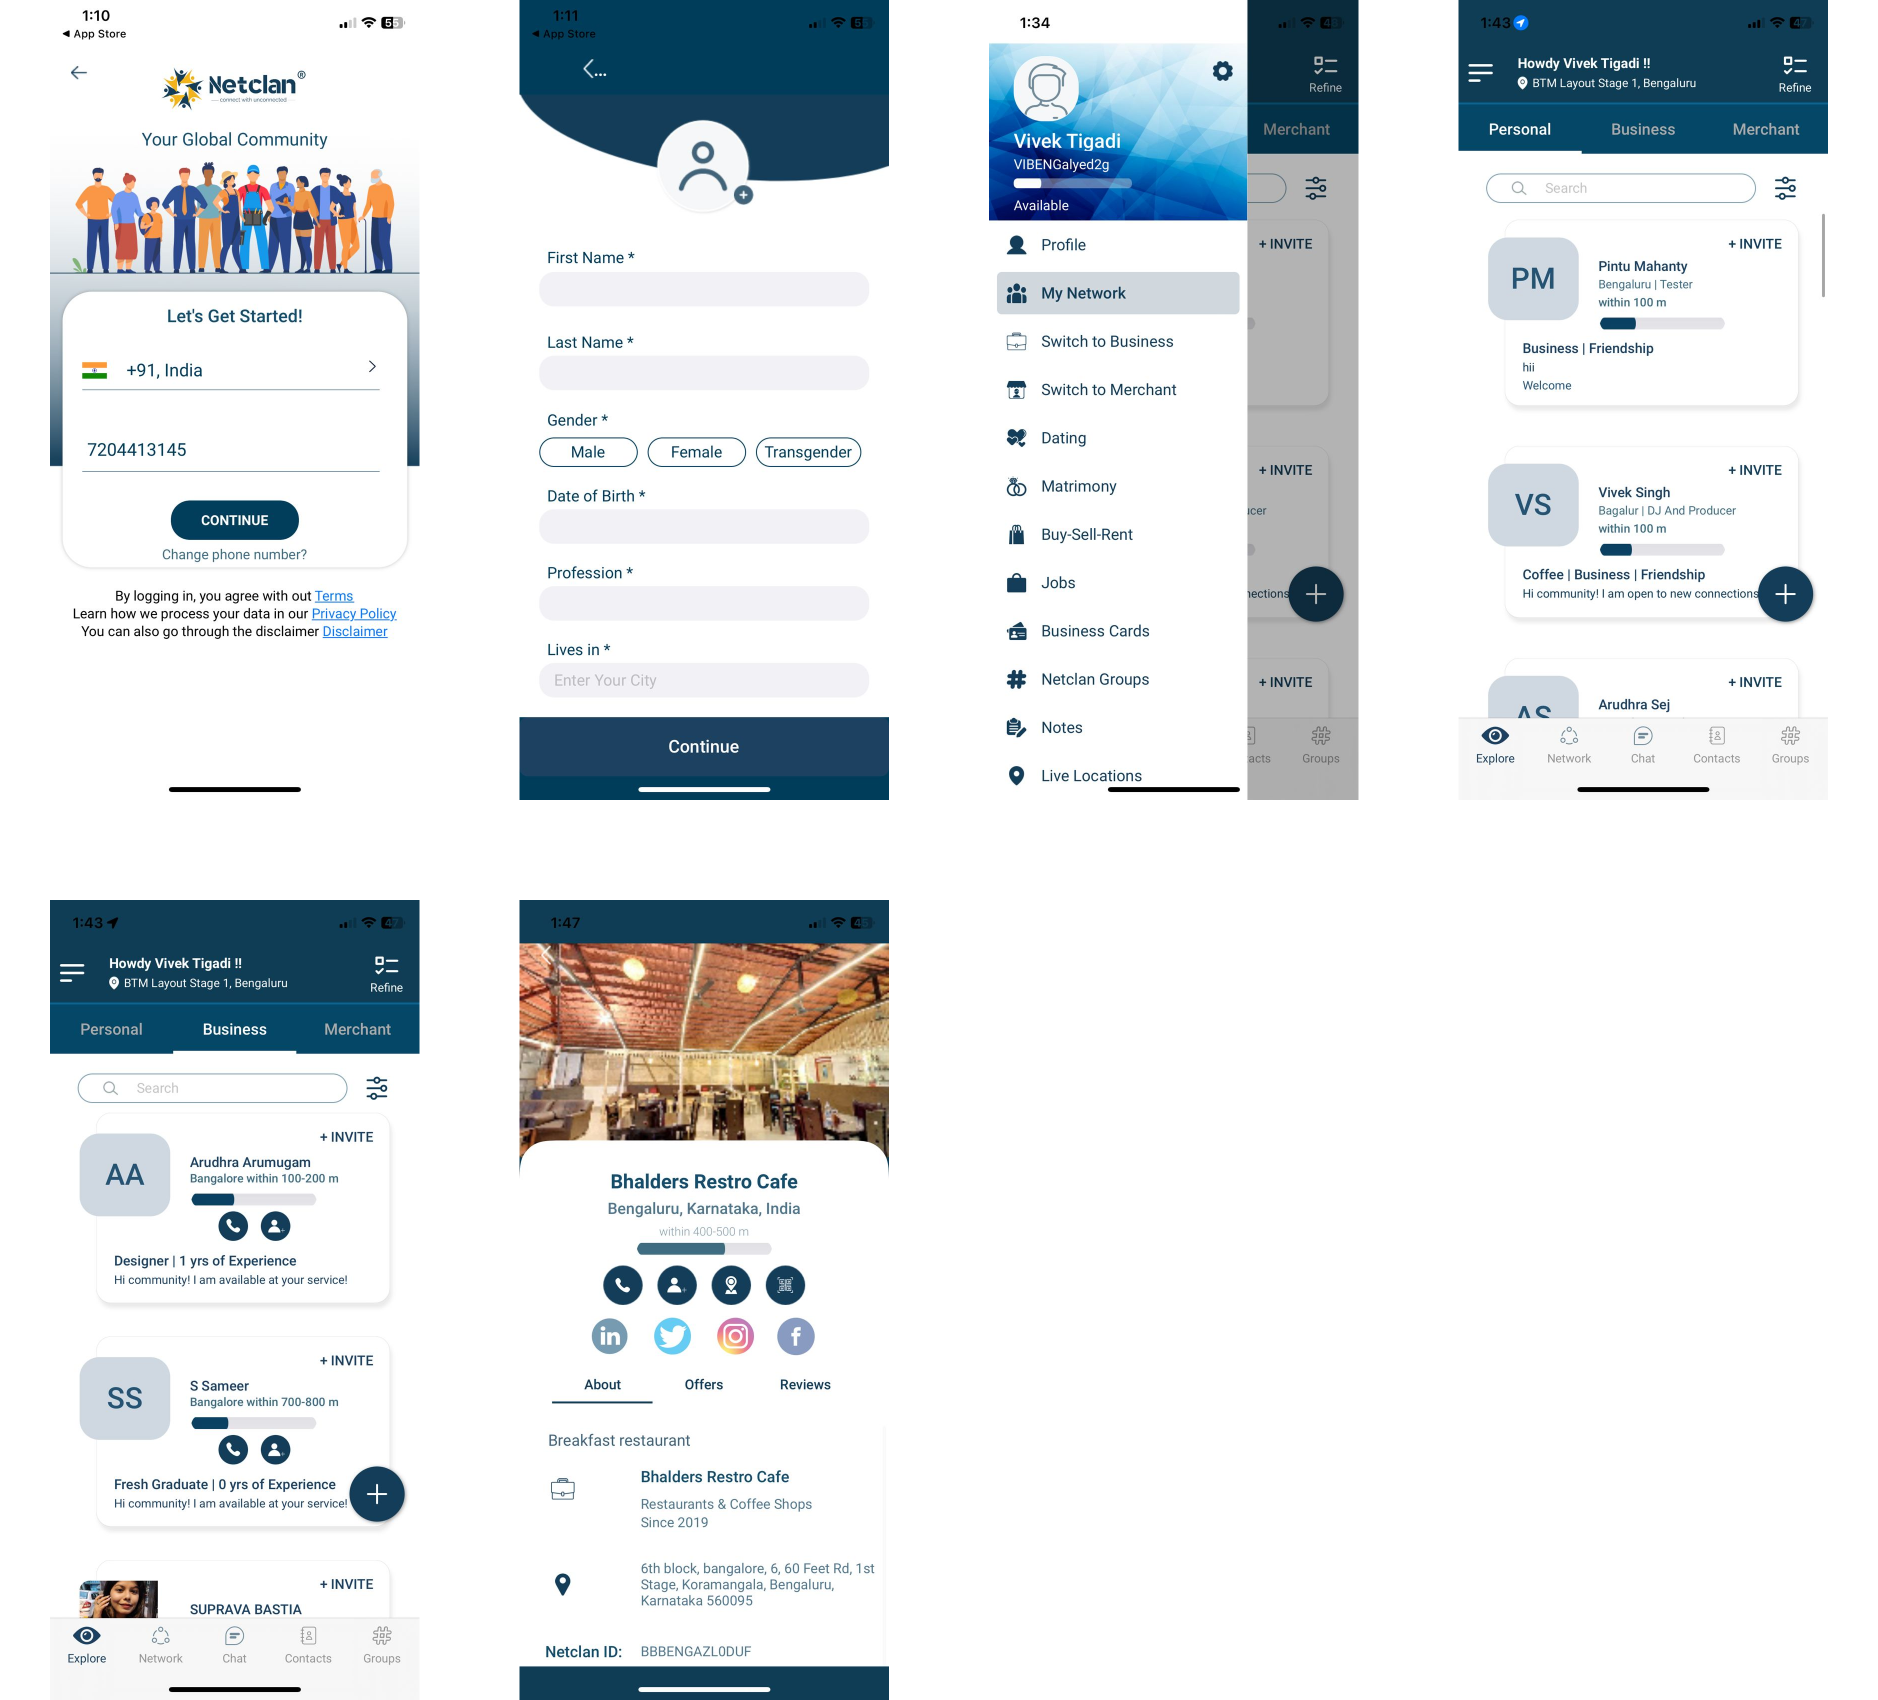 1:10
55
◀ App Store
Netclan®
connect with unconnected
Your Global Community
Let's Get Started!
+91, India
7204413145
CONTINUE
Change phone number?
By logging in, you agree with out Terms
Learn how we process your data in our Privacy Policy
You can also go through the disclaimer Disclaimer
1:11
◀ App Store
...
First Name *
Last Name *
Gender *
Male Female Transgender
Date of Birth *
Profession *
Lives in *
Enter Your City
Continue
1:34
Refine
Merchant
Vivek Tigadi
VIBENGalyed2g
Available
Profile
My Network
Switch to Business
Switch to Merchant
Dating
Matrimony
Buy-Sell-Rent
Jobs
Business Cards
Netclan Groups
Notes
Live Locations
+ INVITE
+ INVITE
ucer
nections
+ INVITE
acts Groups
1:43
47
Howdy Vivek Tigadi !!
BTM Layout Stage 1, Bengaluru
Refine
Personal Business Merchant
Search
+ INVITE
PM
Pintu Mahanty
Bengaluru | Tester
within 100 m
Business | Friendship
hii
Welcome
+ INVITE
VS
Vivek Singh
Bagalur | DJ And Producer
within 100 m
Coffee | Business | Friendship
Hi community! I am open to new connections
+ INVITE
AS
Arudhra Sej
Explore Network Chat Contacts Groups
1:43
47
Howdy Vivek Tigadi !!
BTM Layout Stage 1, Bengaluru
Refine
Personal Business Merchant
Search
+ INVITE
AA
Arudhra Arumugam
Bangalore within 100-200 m
Designer | 1 yrs of Experience
Hi community! I am available at your service!
+ INVITE
SS
S Sameer
Bangalore within 700-800 m
Fresh Graduate | 0 yrs of Experience
Hi community! I am available at your service!
+ INVITE
SUPRAVA BASTIA
Explore Network Chat Contacts Groups
1:47
Bhalders Restro Cafe
Bengaluru, Karnataka, India
within 400-500 m
About Offers Reviews
Breakfast restaurant
Bhalders Restro Cafe
Restaurants & Coffee Shops
Since 2019
6th block, bangalore, 6, 60 Feet Rd, 1st
Stage, Koramangala, Bengaluru,
Karnataka 560095
Netclan ID: BBBENGAZL0DUF